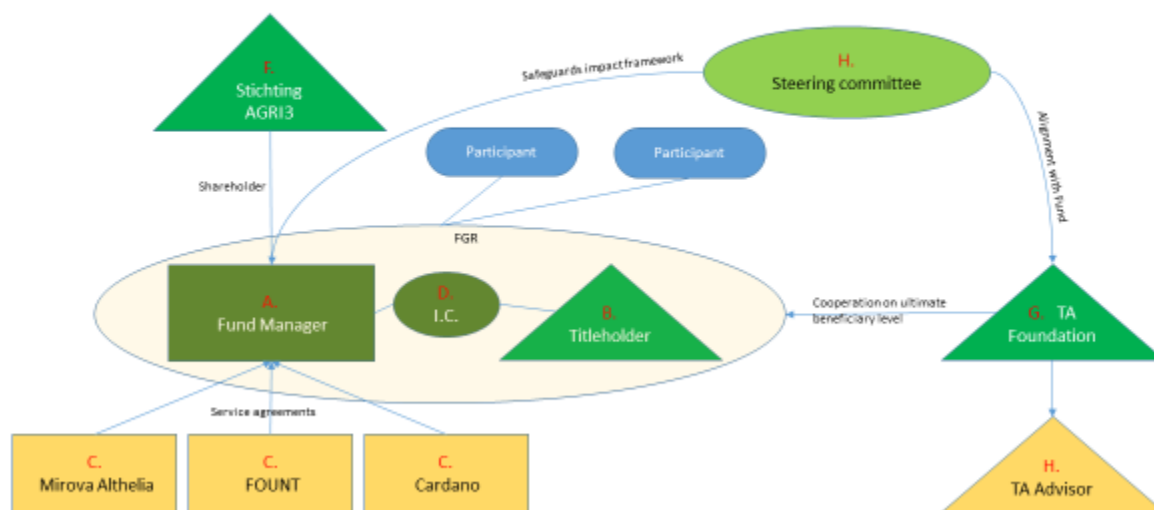 F.
Stichting
AGRI3
Safeguards impact framework
H.
Steering committee
Participant
Participant
Alignment with Fund
Shareholder
FGR
A.
Fund Manager
D.
I.C.
B.
Titleholder
Cooperation on ultimate
beneficiary level
G. TA
Foundation
Service agreements
C.
Mirova Althelia
C.
FOUNT
C.
Cardano
H.
TA Advisor